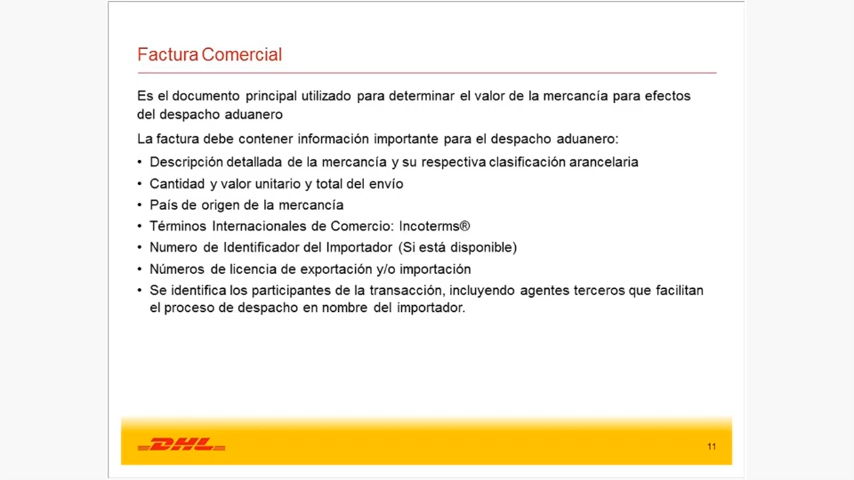 Factura Comercial
Es el documento principal utilizado para determinar el valor de la mercancía para efectos
del despacho aduanero
La factura debe contener información importante para el despacho aduanero:
• Descripción detallada de la mercancía y su respectiva clasificación arancelaria
• Cantidad y valor unitario y total del envío
• País de origen de la mercancía
• Términos Internacionales de Comercio: Incoterms®
• Numero de Identificador del Importador (Si está disponible)
• Números de licencia de exportación y/o importación
• Se identifica los participantes de la transacción, incluyendo agentes terceros que facilitan
el proceso de despacho en nombre del importador.
DHL
11